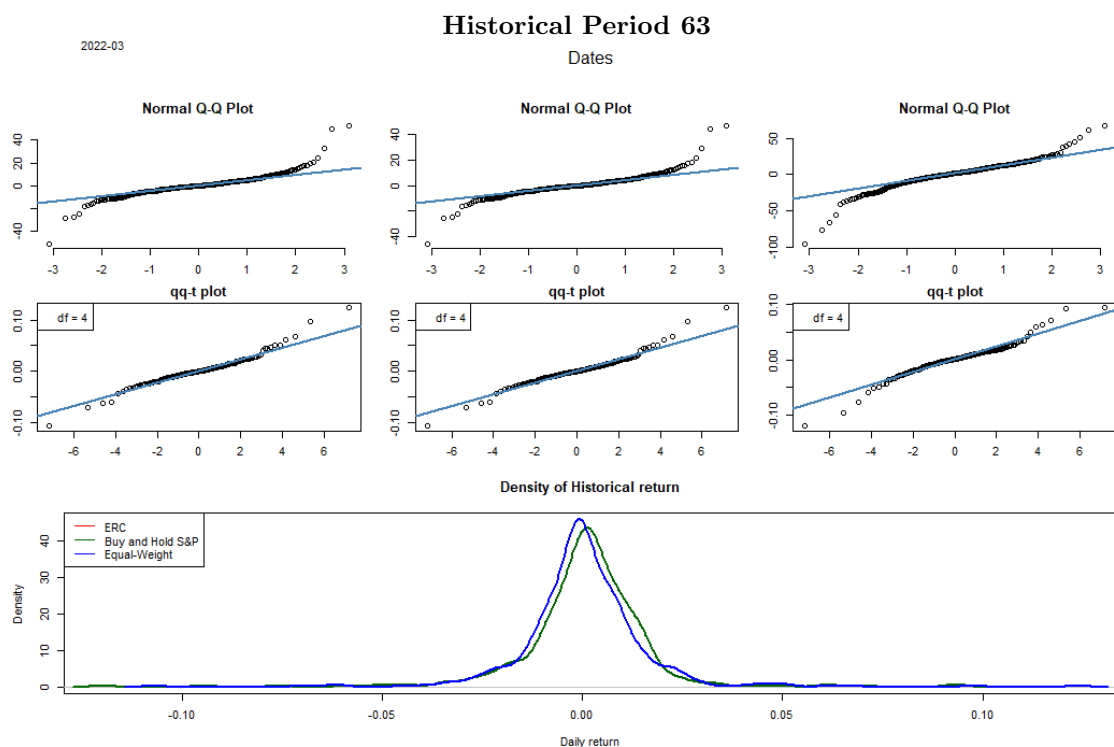 Historical Period 63
2022-03
Dates
Normal Q-Q Plot Normal Q-Q Plot Normal Q-Q Plot
40
20
0
-40
-3 -2 -1 0 1 2 3
40
20
0
-40
-3 -2 -1 0 1 2 3
50
0
-50
-100
-3 -2 -1 0 1 2 3
qq-t plot qq-t plot qq-t plot
df = 4
0.10
0.00
-0.10
-6 -4 -2 0 2 4 6
df = 4
0.10
0.00
-0.10
-6 -4 -2 0 2 4 6
df = 4
0.10
0.00
-0.10
-6 -4 -2 0 2 4 6
Density of Historical return
ERC
Buy and Hold S&P
Equal-Weight
Density
40
30
20
10
0
-0.10 -0.05 0.00 0.05 0.10
Daily return